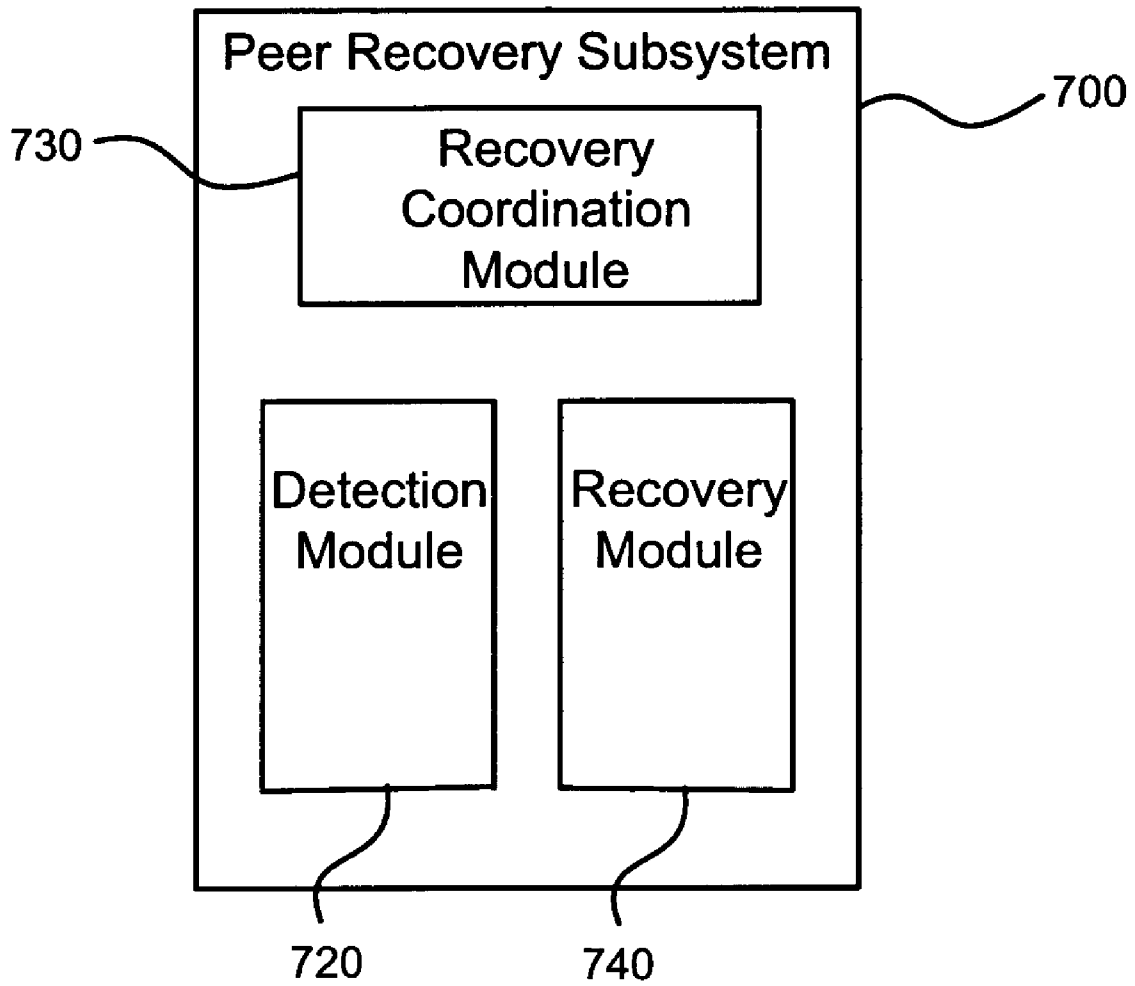 Peer Recovery Subsystem
700
730
Recovery
Coordination
Module
Detection
Module
Recovery
Module
720
740